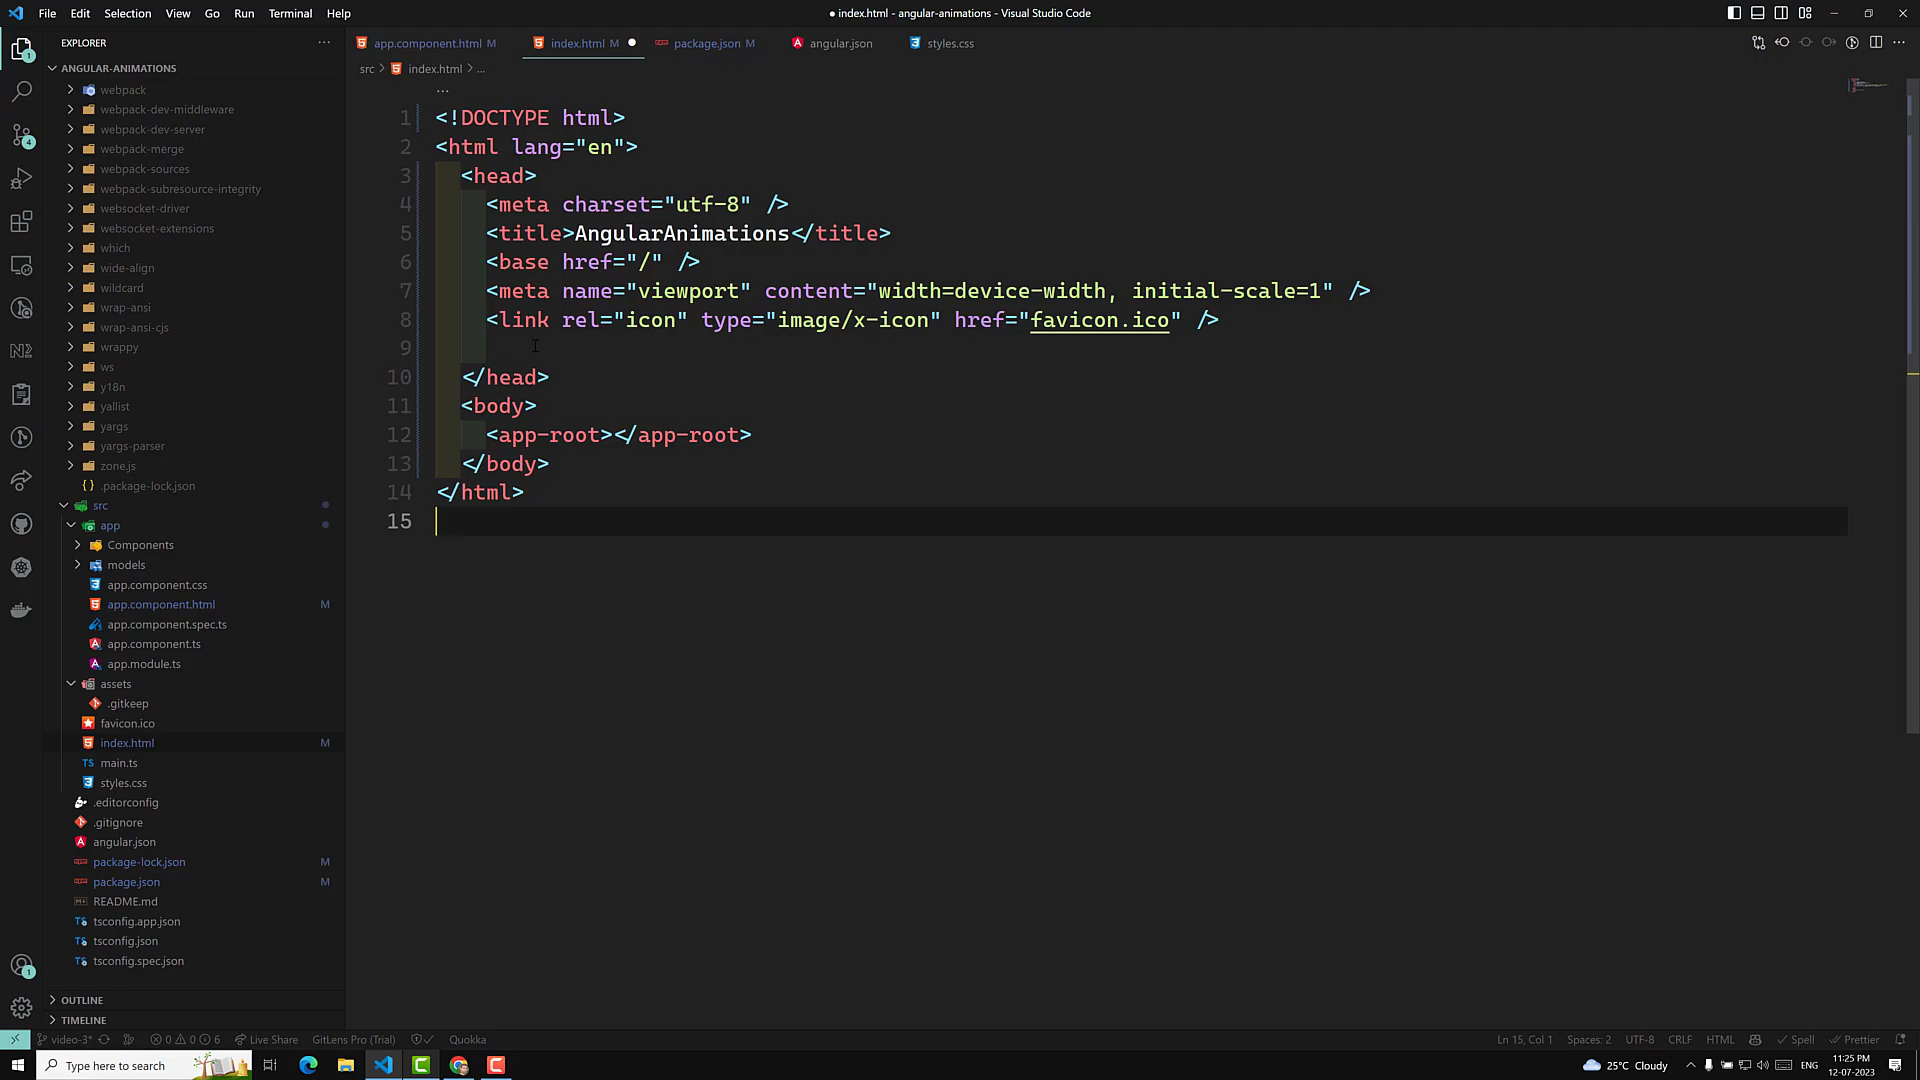 File Edit Selection View Go Run Terminal Help
● index.html - angular-animations - Visual Studio Code
EXPLORER
ANGULAR-ANIMATIONS
webpack
webpack-dev-middleware
webpack-dev-server
webpack-merge
webpack-sources
webpack-subresource-integrity
websocket-driver
websocket-extensions
which
wide-align
wildcard
wrap-ansi
wrap-ansi-cjs
wrappy
ws
y18n
yallist
yargs
yargs-parser
zone.js
{} .package-lock.json
src
app
Components
models
app.component.css
app.component.html M
app.component.spec.ts
app.component.ts
app.module.ts
assets
.gitkeep
favicon.ico
index.html M
TS main.ts
styles.css
.editorconfig
.gitignore
angular.json
package-lock.json M
package.json M
README.md
tsconfig.app.json
tsconfig.json
tsconfig.spec.json
OUTLINE
TIMELINE
app.component.html M index.html M ● package.json M angular.json styles.css
src > index.html > ...
...
1 <!DOCTYPE html>
2 <html lang="en">
3 <head>
4 <meta charset="utf-8" />
5 <title>AngularAnimations</title>
6 <base href="/" />
7 <meta name="viewport" content="width=device-width, initial-scale=1" />
8 <link rel="icon" type="image/x-icon" href="favicon.ico" />
9
10 </head>
11 <body>
12 <app-root></app-root>
13 </body>
14 </html>
15
video-3* 0 0 6 Live Share GitLens Pro (Trial) Quokka
Ln 15, Col 1 Spaces: 2 UTF-8 CRLF HTML Spell Prettier
Type here to search
25°C Cloudy ENG
11:25 PM
12-07-2023